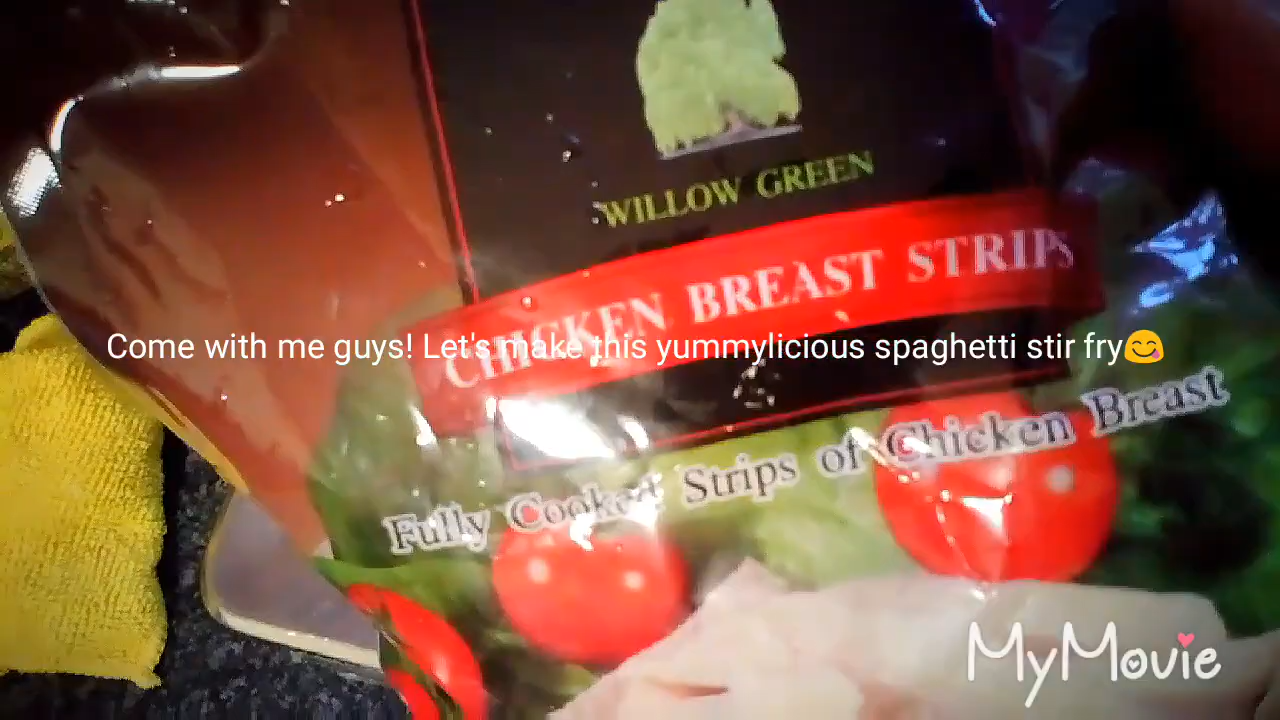 WILLOW GREEN
CHICKEN BREAST STRIPS
Come with me guys! Let's make this yummylicious spaghetti stir fry😋
Fully Cooked Strips of Chicken Breast
MyMovie